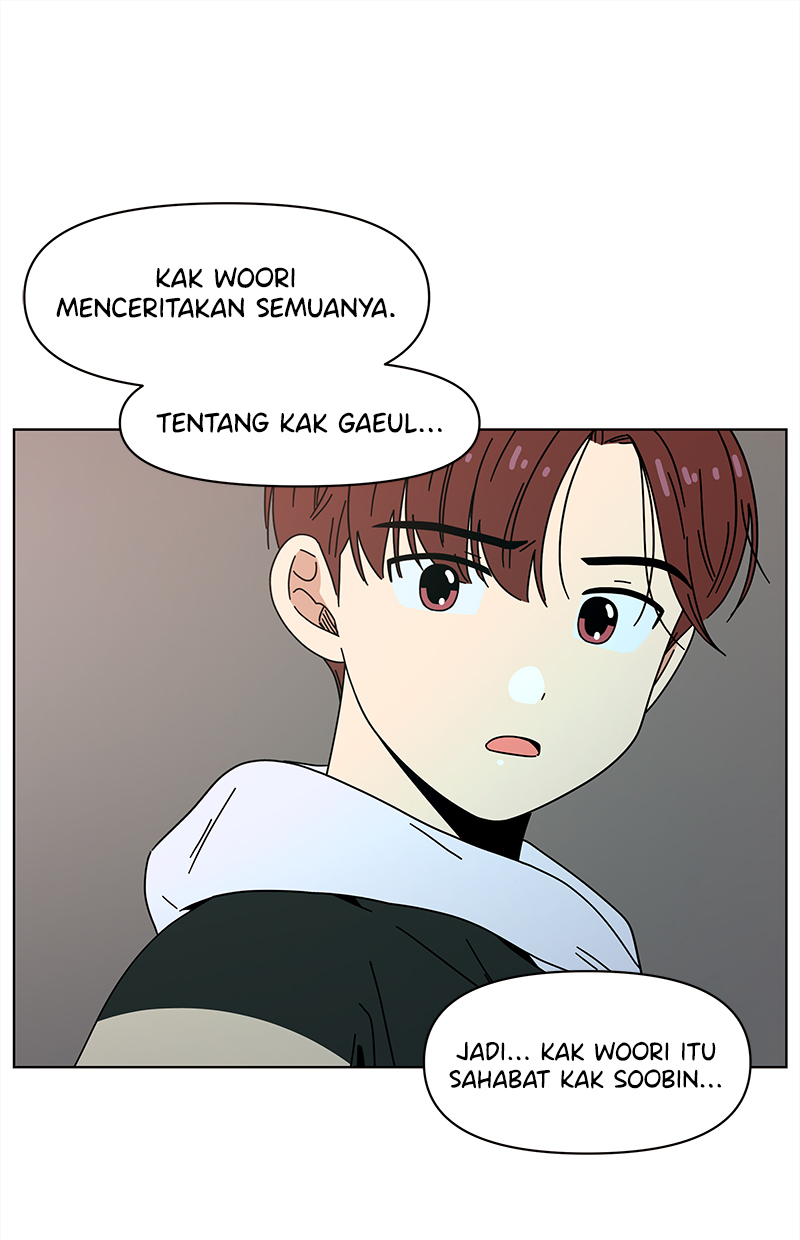 KAK WOORI
MENCERITAKAN SEMUANYA.
TENTANG KAK GAEUL...
JADI... KAK WOORI ITU
SAHABAT KAK SOOBIN...